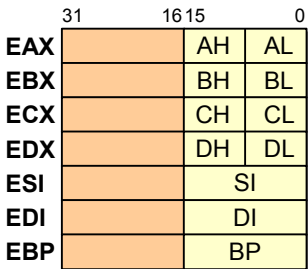 31 16 15 0
EAX AH AL
EBX BH BL
ECX CH CL
EDX DH DL
ESI SI
EDI DI
EBP BP